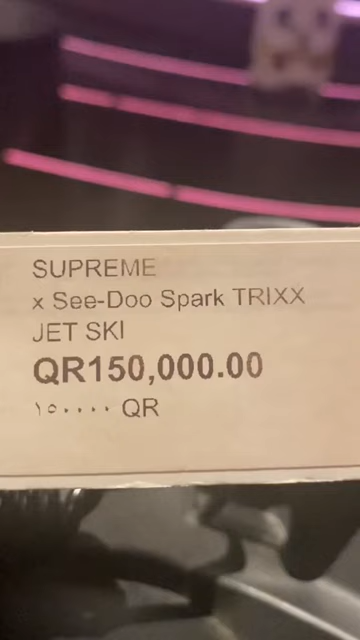 SUPREME
x See-Doo Spark TRIXX
JET SKI
QR150,000.00
١٥٠٠٠٠ QR